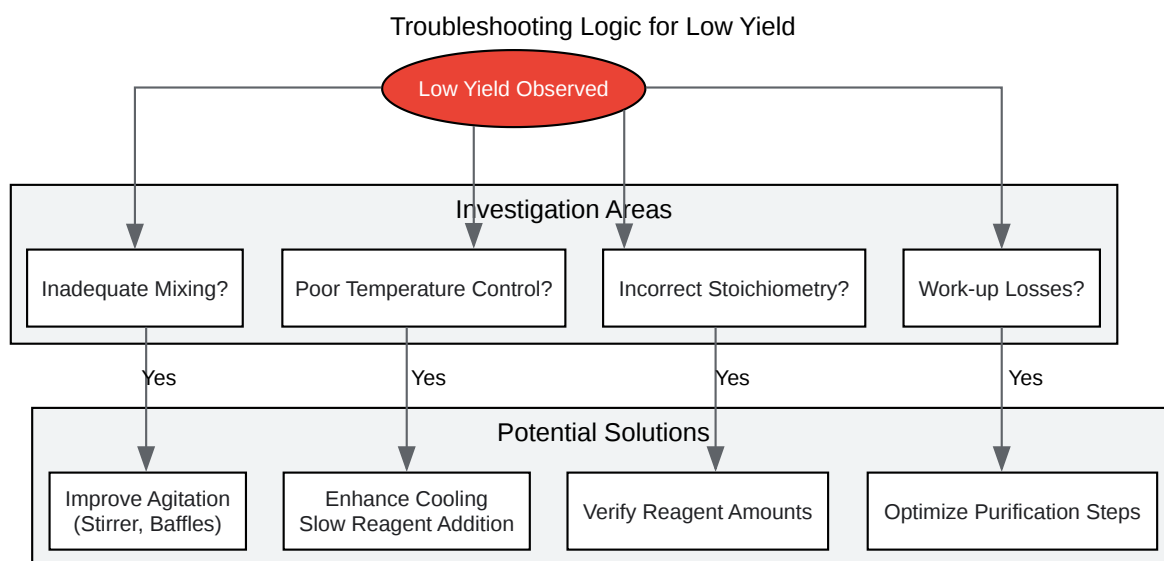 Troubleshooting Logic for Low Yield
Low Yield Observed
Investigation Areas
Inadequate Mixing?
Poor Temperature Control?
Incorrect Stoichiometry?
Work-up Losses?
Yes
Yes
Yes
Yes
Potential Solutions
Improve Agitation
(Stirrer, Baffles)
Enhance Cooling
Slow Reagent Addition
Verify Reagent Amounts
Optimize Purification Steps